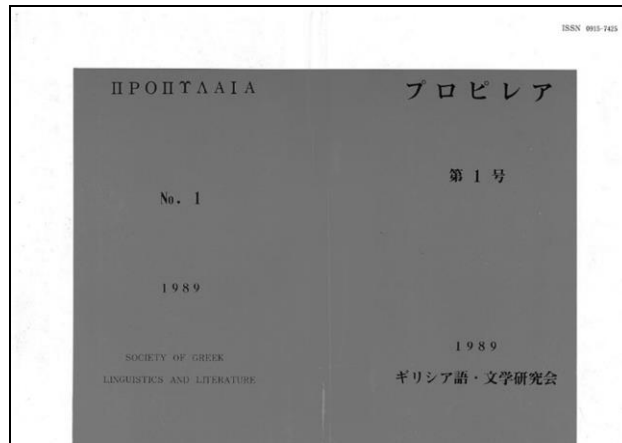 ISSN 0915-7425
ΠΡΟΠΥΛΑΙΑ
No. 1
1989
SOCIETY OF GREEK
LINGUISTICS AND LITERATURE
プロピレア
第1号
1989
ギリシア語・文学研究会